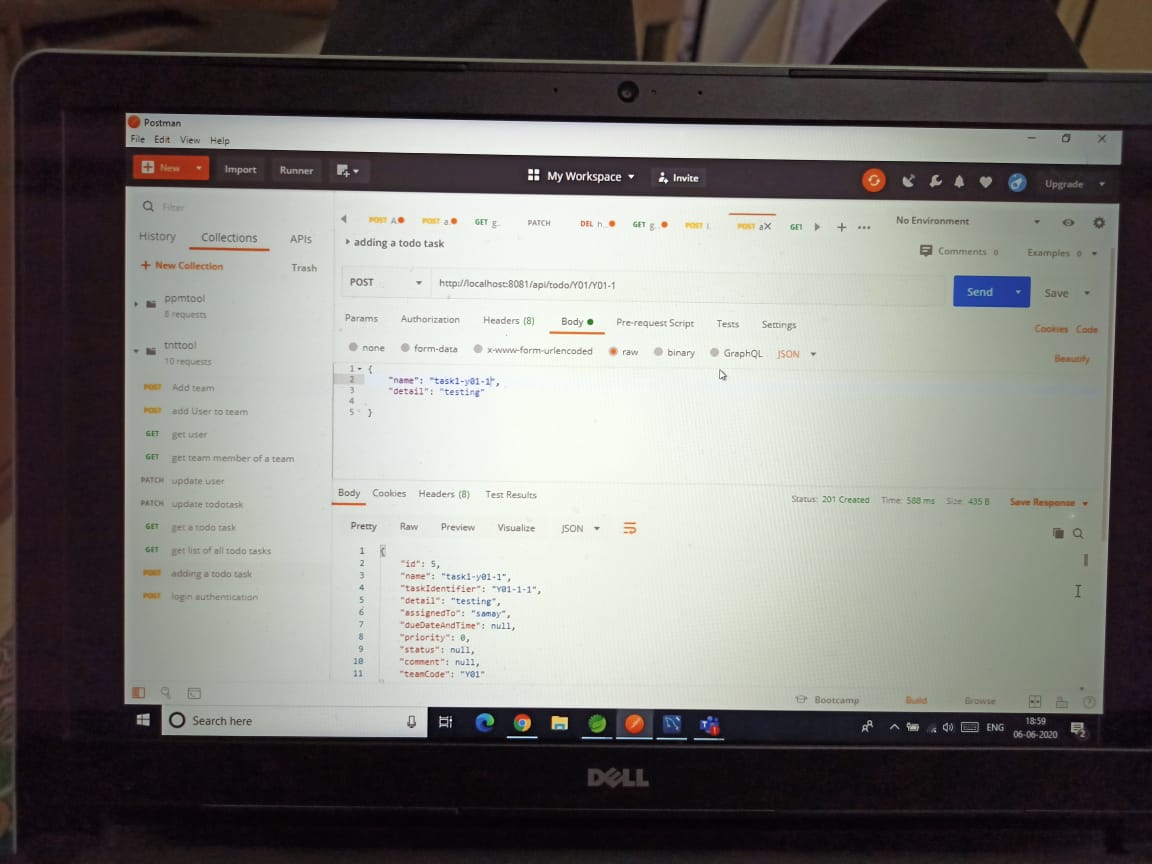 Postman
File Edit View Help
New Import Runner My Workspace Invite Upgrade
Filter
History Collections APIs
+ New Collection Trash
ppmtool
6 requests
tnttool
10 requests
POST Add team
POST add User to team
GET get user
GET get team member of a team
PATCH update user
PATCH update todotask
GET get a todo task
GET get list of all todo tasks
POST adding a todo task
POST login authentication
POST A POST a. GET g.. PATCH DEL h.. GET g.. POST POST a X GET + ••• No Environment
adding a todo task Comments 0 Examples 0
POST http://localhost:8081/api/todo/Y01/Y01-1 Send Save
Params Authorization Headers (8) Body Pre-request Script Tests Settings Cookies Code
none form-data x-www-form-urlencoded raw binary GraphQL JSON Beautify
1 {
2 "name": "task1-y01-1",
3 "detail": "testing"
4
5 }
Body Cookies Headers (8) Test Results Status: 201 Created Time: 588 ms Size: 435 B Save Response
Pretty Raw Preview Visualize JSON
1 {
2 "id": 5,
3 "name": "task1-y01-1",
4 "taskIdentifier": "Y01-1-1",
5 "detail": "testing",
6 "assignedTo": "samay",
7 "dueDateAndTime": null,
8 "priority": 0,
9 "status": null,
10 "comment": null,
11 "teamCode": "Y01"
Bootcamp Build Browse
Search here ENG 18:59
06-06-2020 2
DELL